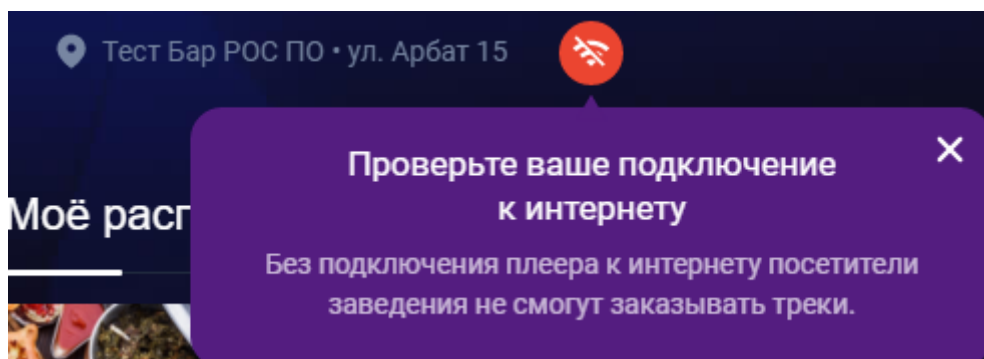 Тест Бар РОС ПО • ул. Арбат 15
Проверьте ваше подключение
к интернету
Моё расп
Без подключения плеера к интернету посетители
заведения не смогут заказывать треки.